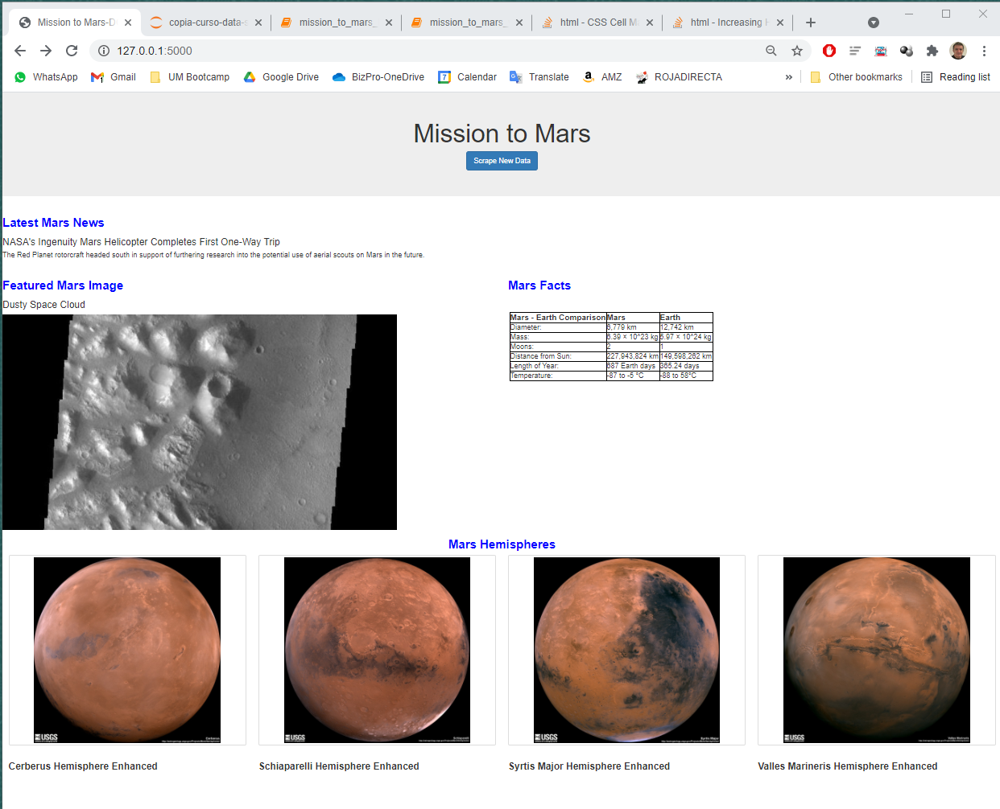 Mission to Mars-D
copia-curso-data-s
mission_to_mars_
mission_to_mars_
html - CSS Cell M
html - Increasing H
127.0.0.1:5000
WhatsApp Gmail UM Bootcamp Google Drive BizPro-OneDrive Calendar Translate AMZ ROJADIRECTA » Other bookmarks Reading list
Mission to Mars
Scrape New Data
Latest Mars News
NASA's Ingenuity Mars Helicopter Completes First One-Way Trip
The Red Planet rotorcraft headed south in support of furthering research into the potential use of aerial scouts on Mars in the future.
Featured Mars Image
Dusty Space Cloud
Mars Facts
Mars - Earth Comparison Mars Earth
Diameter: 6,779 km 12,742 km
Mass: 6.39 × 10^23 kg 5.97 × 10^24 kg
Moons: 2 1
Distance from Sun: 227,943,824 km 149,598,262 km
Length of Year: 687 Earth days 365.24 days
Temperature: -87 to -5 °C -88 to 58°C
Mars Hemispheres
USGS Cerberus
USGS Schiaparelli
USGS Syrtis Major
USGS Valles Marineris
Cerberus Hemisphere Enhanced
Schiaparelli Hemisphere Enhanced
Syrtis Major Hemisphere Enhanced
Valles Marineris Hemisphere Enhanced